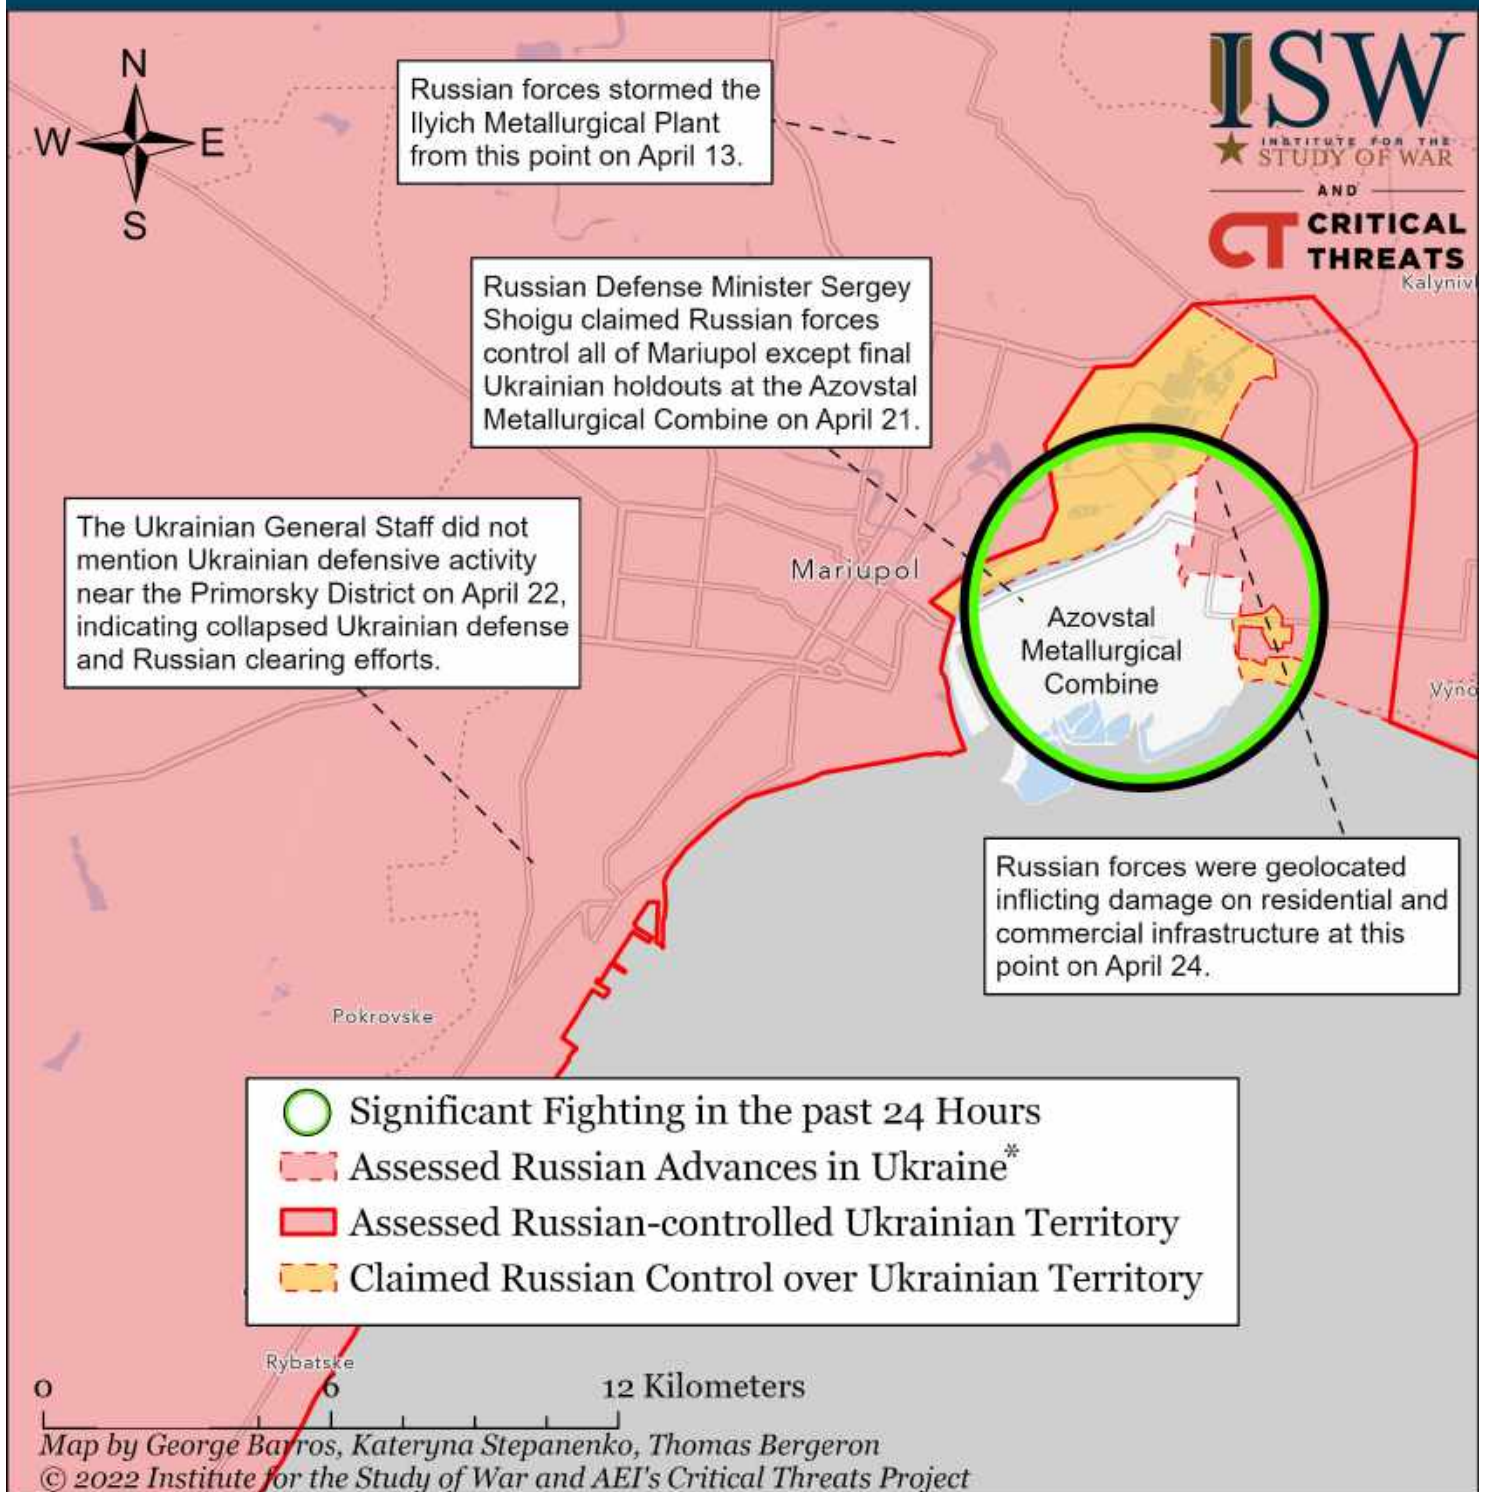 N
W
E
S
Russian forces stormed the
Ilyich Metallurgical Plant
from this point on April 13.
ISW
INSTITUTE FOR THE
STUDY OF WAR
AND
CT CRITICAL
THREATS
Russian Defense Minister Sergey
Shoigu claimed Russian forces
control all of Mariupol except final
Ukrainian holdouts at the Azovstal
Metallurgical Combine on April 21.
The Ukrainian General Staff did not
mention Ukrainian defensive activity
near the Primorsky District on April 22,
indicating collapsed Ukrainian defense
and Russian clearing efforts.
Mariupol
Azovstal
Metallurgical
Combine
Russian forces were geolocated
inflicting damage on residential and
commercial infrastructure at this
point on April 24.
Pokrovske
Significant Fighting in the past 24 Hours
Assessed Russian Advances in Ukraine*
Assessed Russian-controlled Ukrainian Territory
Claimed Russian Control over Ukrainian Territory
Rybatske
0 6 12 Kilometers
Map by George Barros, Kateryna Stepanenko, Thomas Bergeron
© 2022 Institute for the Study of War and AEI's Critical Threats Project